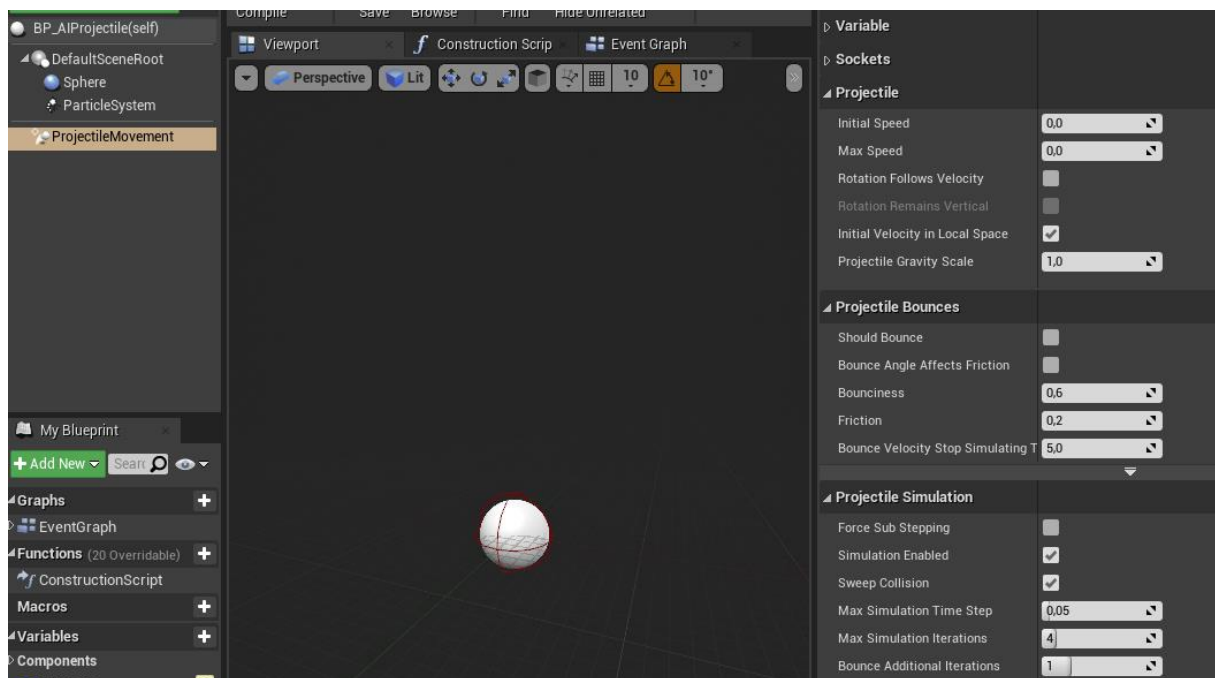 Compile Save Browse Find Hide Unrelated
BP_AIProjectile(self)
DefaultSceneRoot
Sphere
ParticleSystem
ProjectileMovement
Viewport
Construction Scrip
Event Graph
Perspective
Lit
10
10°
My Blueprint
Add New
Searc
Graphs
EventGraph
Functions (20 Overridable)
ConstructionScript
Macros
Variables
Components
Variable
Sockets
Projectile
Initial Speed 0,0
Max Speed 0,0
Rotation Follows Velocity
Rotation Remains Vertical
Initial Velocity in Local Space
Projectile Gravity Scale 1,0
Projectile Bounces
Should Bounce
Bounce Angle Affects Friction
Bounciness 0,6
Friction 0,2
Bounce Velocity Stop Simulating T 5,0
Projectile Simulation
Force Sub Stepping
Simulation Enabled
Sweep Collision
Max Simulation Time Step 0,05
Max Simulation Iterations 4
Bounce Additional Iterations 1